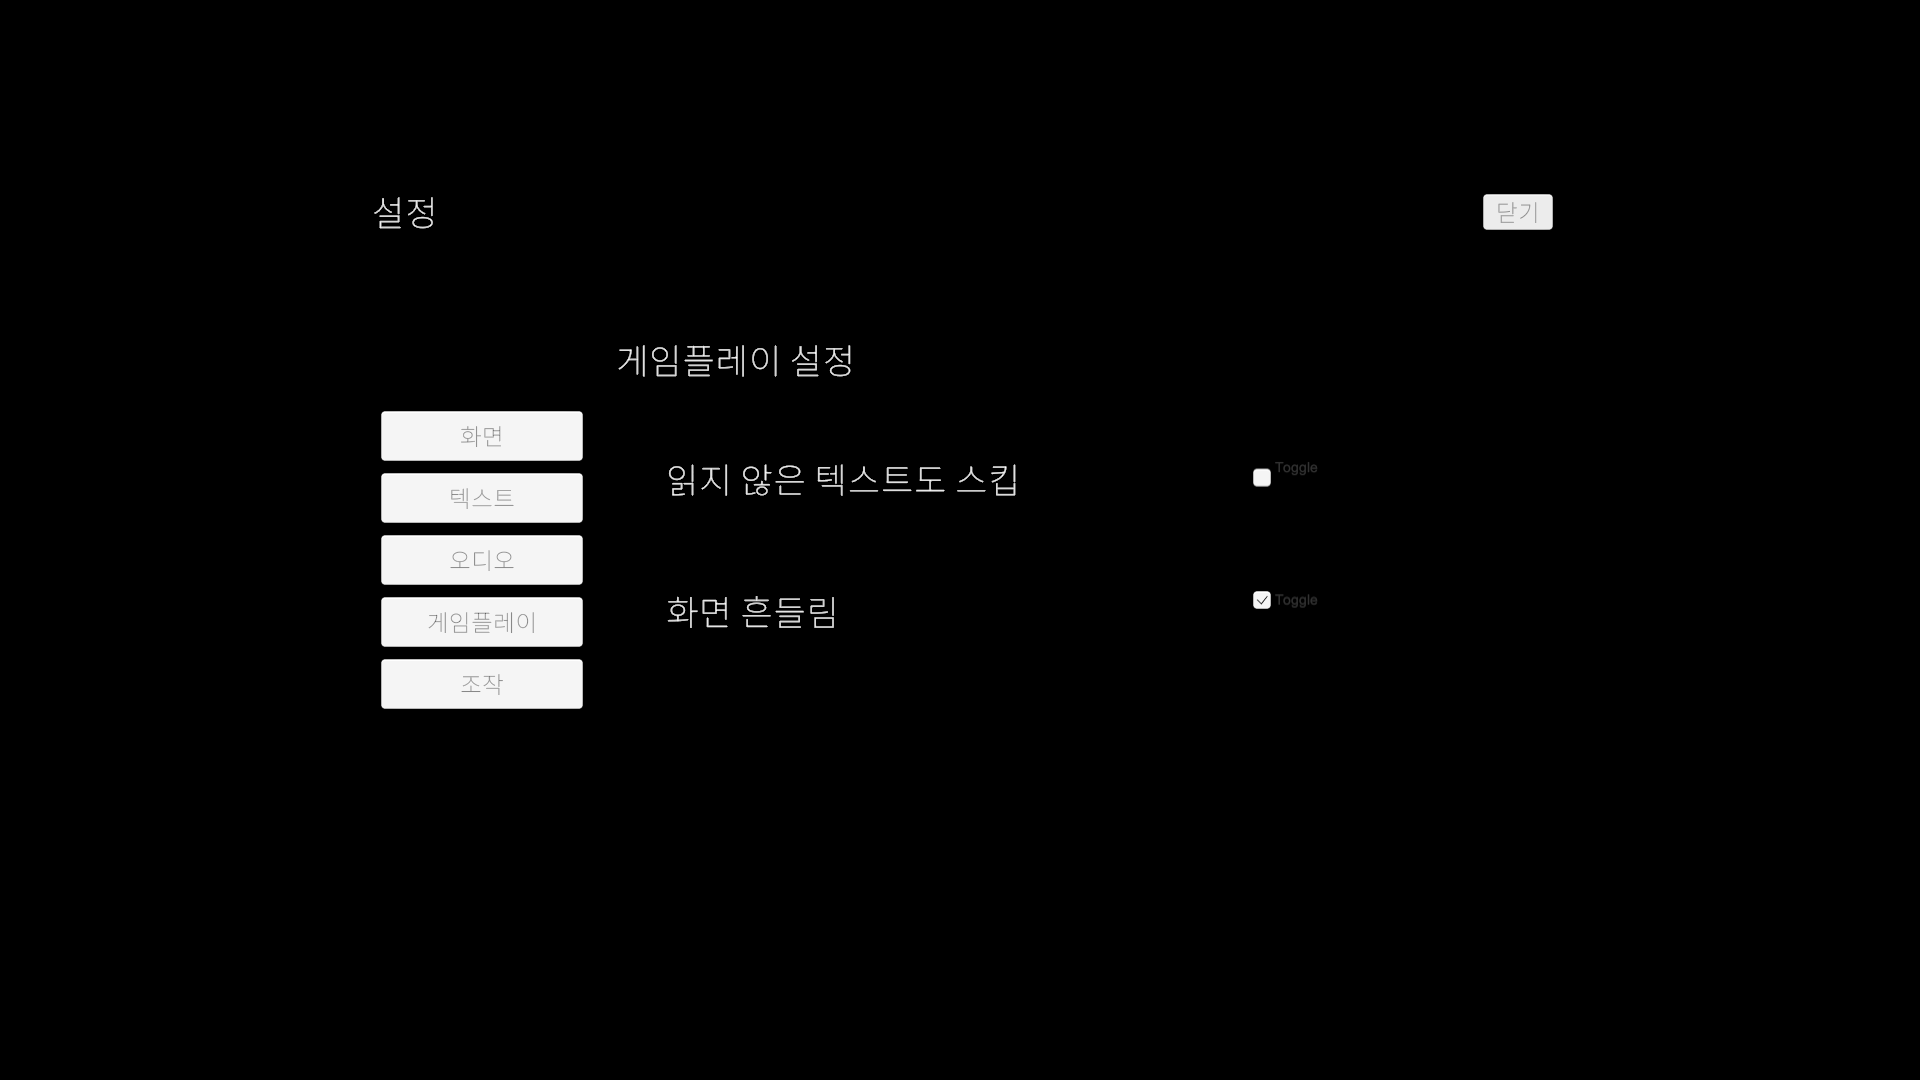 설정
닫기
게임플레이 설정
화면
텍스트
오디오
게임플레이
조작
읽지 않은 텍스트도 스킵
Toggle
화면 흔들림
Toggle